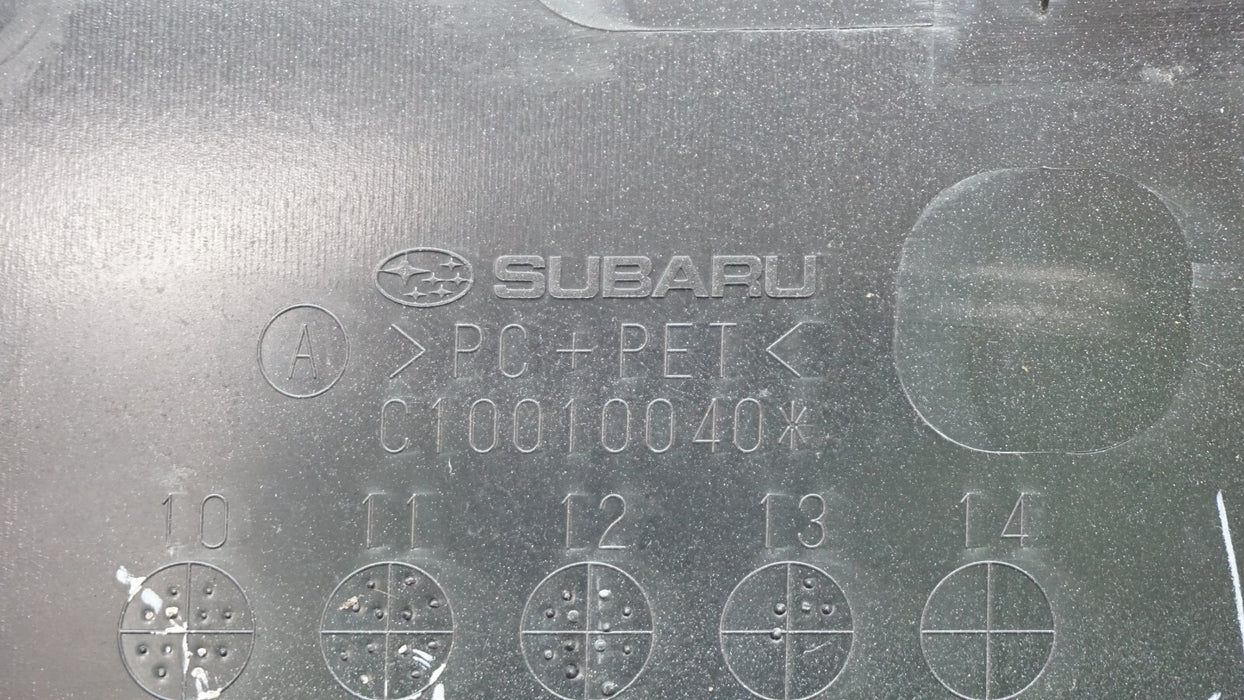 SUBARU
A >PC+PET<
C10010040*
10 11 12 13 14